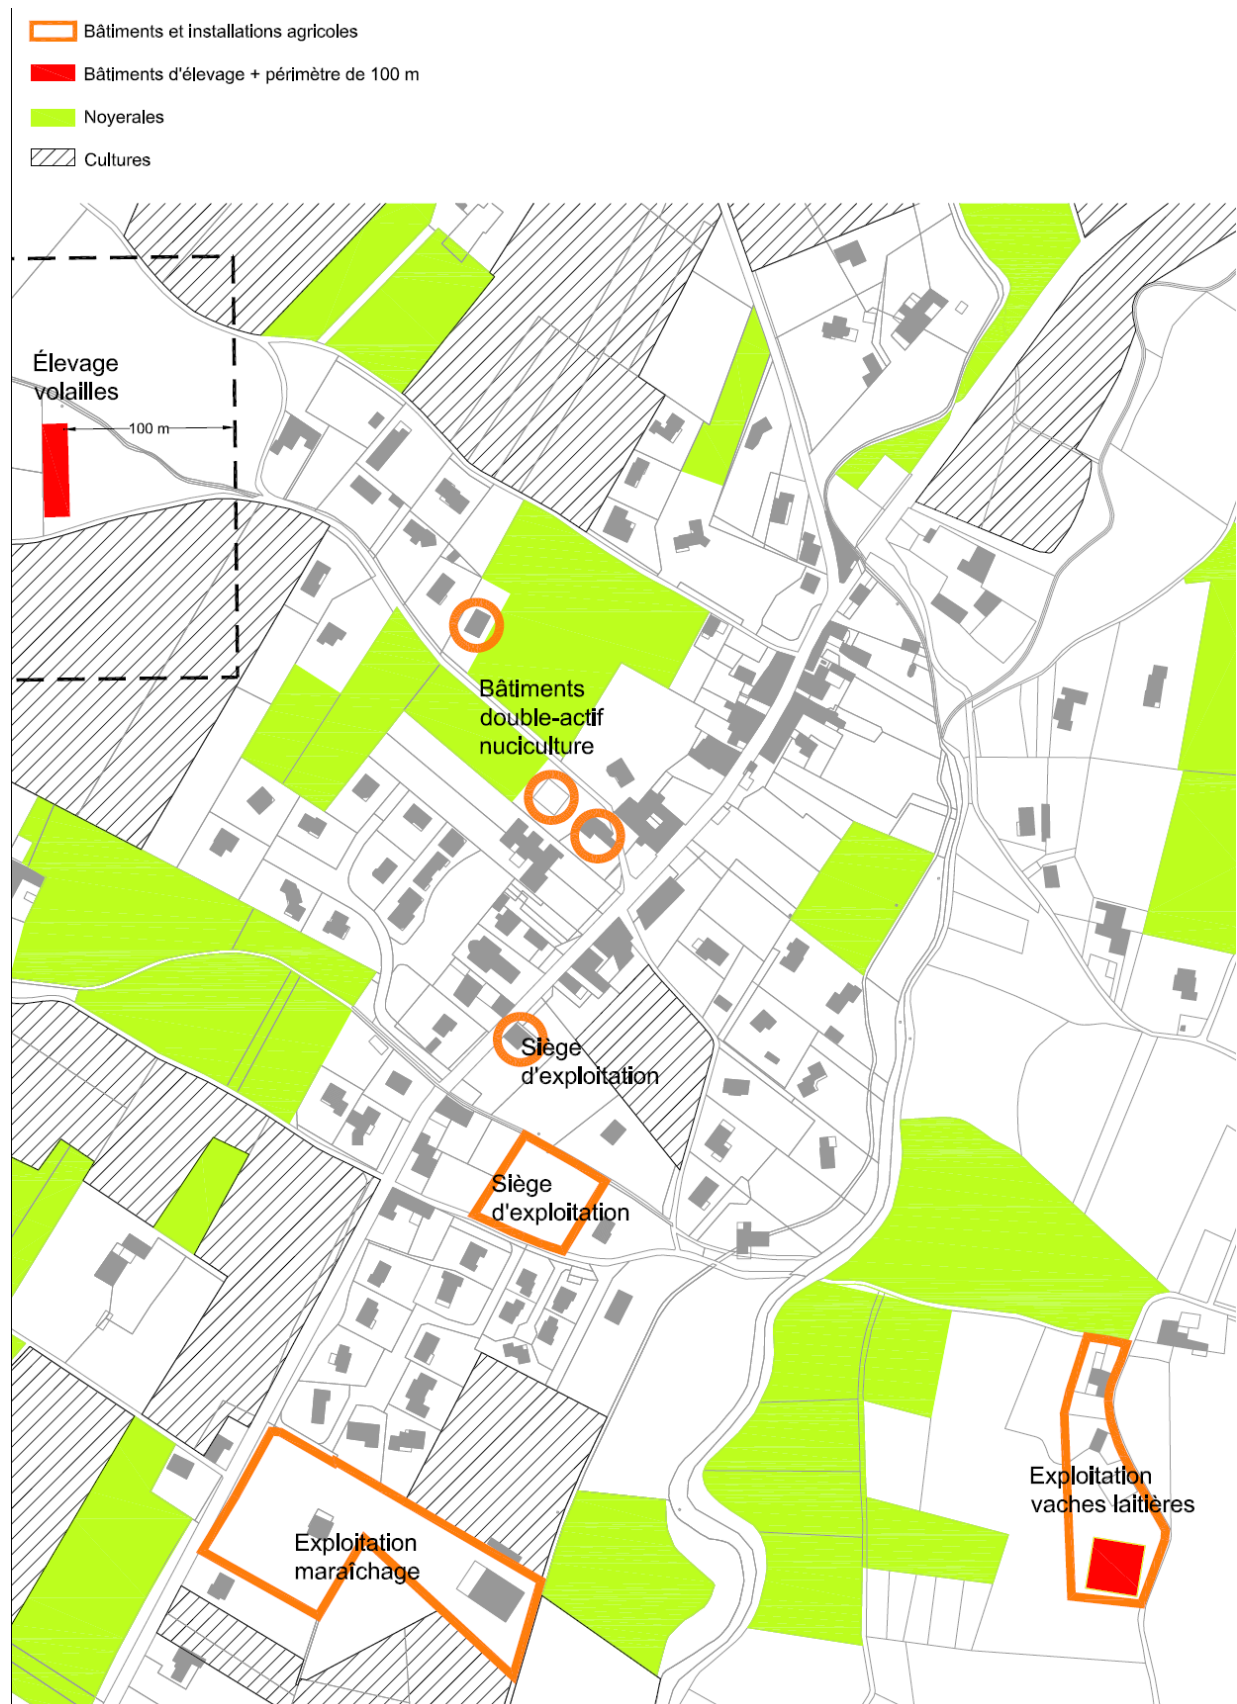 Bâtiments et installations agricoles
Bâtiments d'élevage + périmètre de 100 m
Noyerales
Cultures
Élevage
volailles
100 m
Bâtiments
double-actif
nuciculture
Siège
d'exploitation
Siège
d'exploitation
Exploitation
vaches laitières
Exploitation
maraîchage